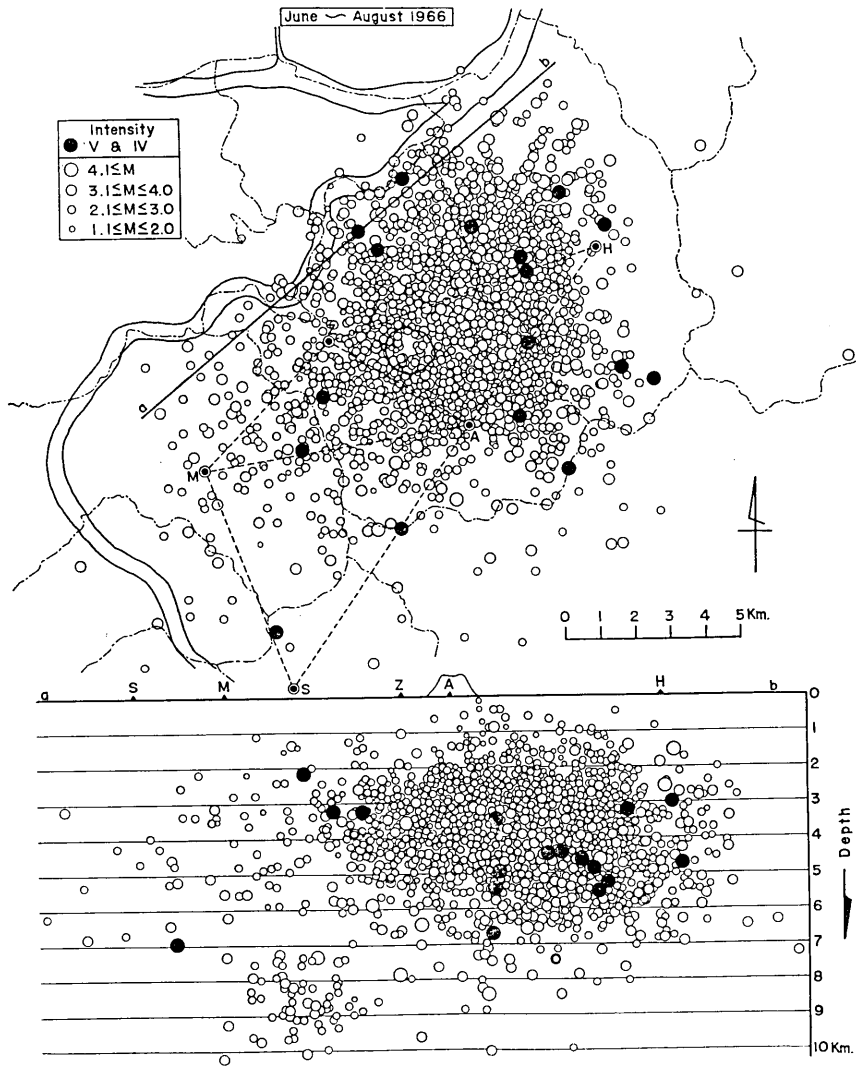 June ~ August 1966
Intensity
V & IV
4.1≤M
3.1≤M≤4.0
2.1≤M≤3.0
1.1≤M≤2.0
b
H
a
A
M
S
0 1 2 3 4 5 Km.
a S M Z A H b
0
1
2
3
4
5
6
7
8
9
10 Km.
Depth